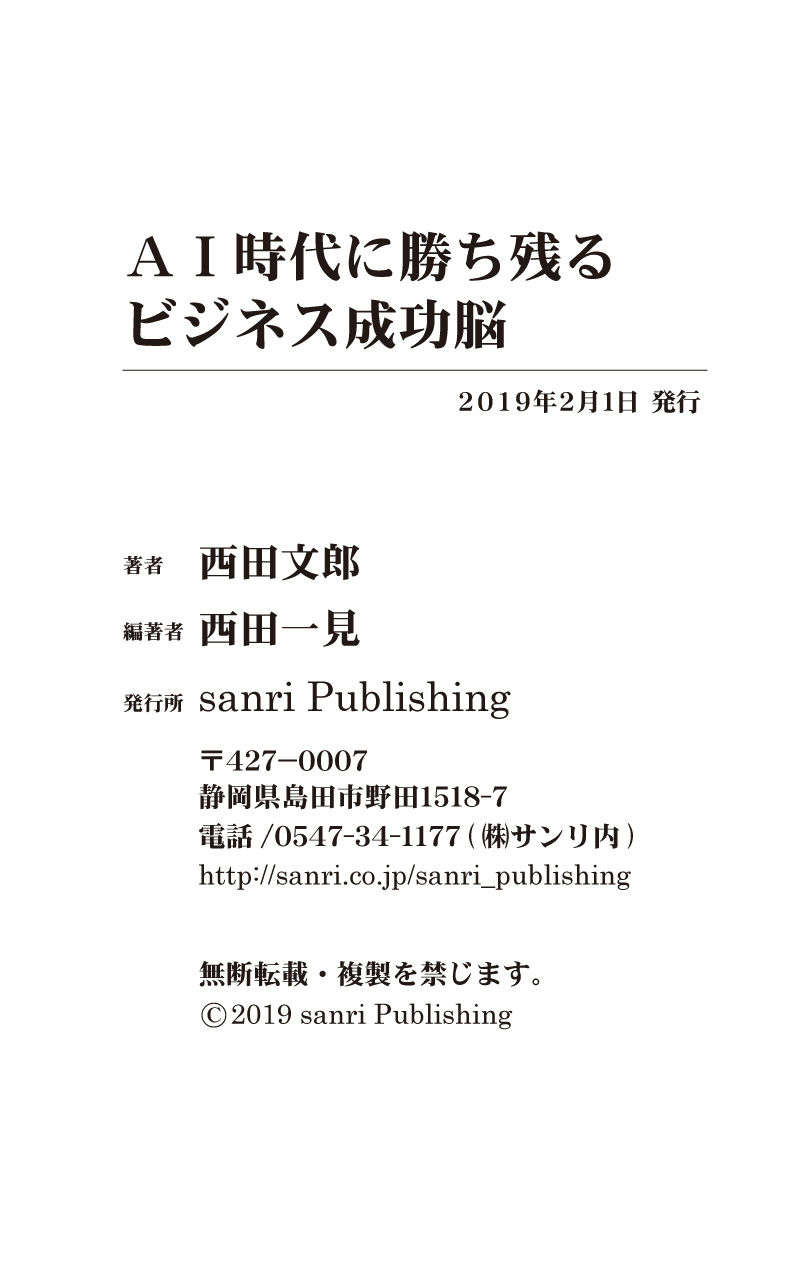 ＡＩ時代に勝ち残る
ビジネス成功脳
2019年2月1日 発行
著者 西田文郎
編著者 西田一見
発行所 sanri Publishing
〒427−0007
静岡県島田市野田1518-7
電話 /0547-34-1177 ( ㈱サンリ内 )
http://sanri.co.jp/sanri_publishing
無断転載・複製を禁じます。
©2019 sanri Publishing